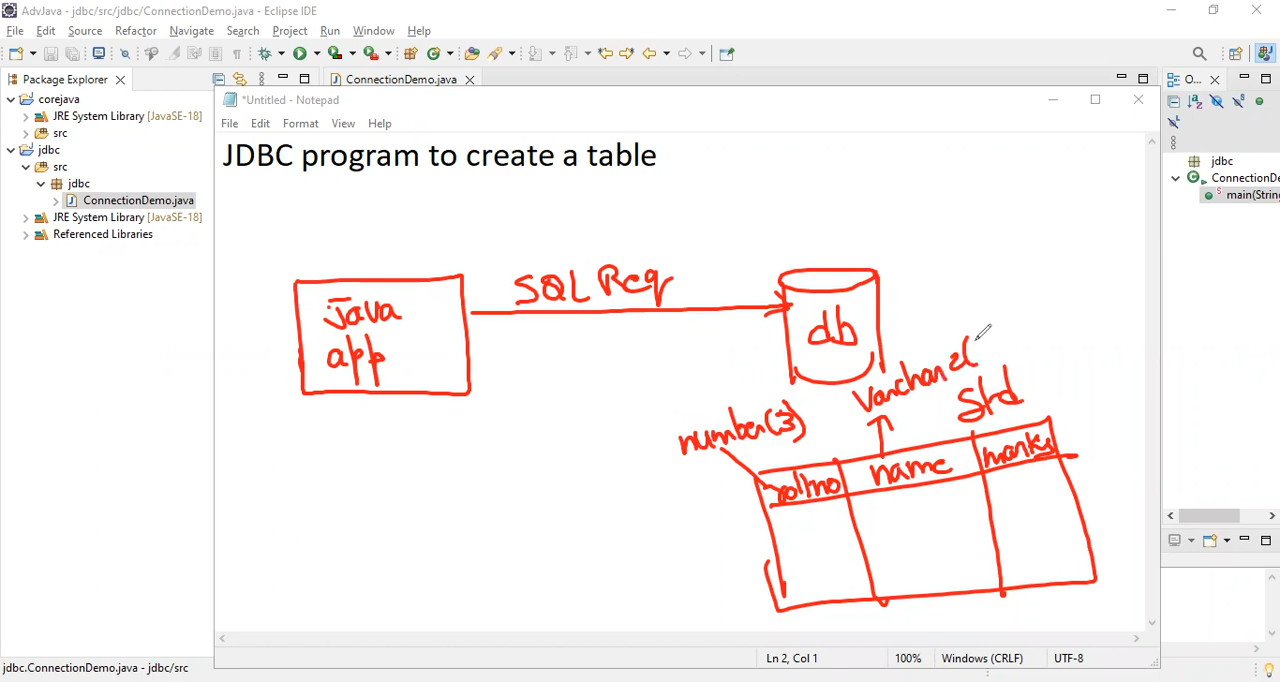 AdvJava - jdbc/src/jdbc/ConnectionDemo.java - Eclipse IDE
File Edit Source Refactor Navigate Search Project Run Window Help
Package Explorer
ConnectionDemo.java
O...
corejava
JRE System Library [JavaSE-18]
src
jdbc
src
jdbc
ConnectionDemo.java
JRE System Library [JavaSE-18]
Referenced Libraries
*Untitled - Notepad
File Edit Format View Help
JDBC program to create a table
java
app
SQL Req
db
number(3)
Std
rollno name marks
jdbc
ConnectionDe
main(String
Ln 2, Col 1 100% Windows (CRLF) UTF-8
jdbc.ConnectionDemo.java - jdbc/src